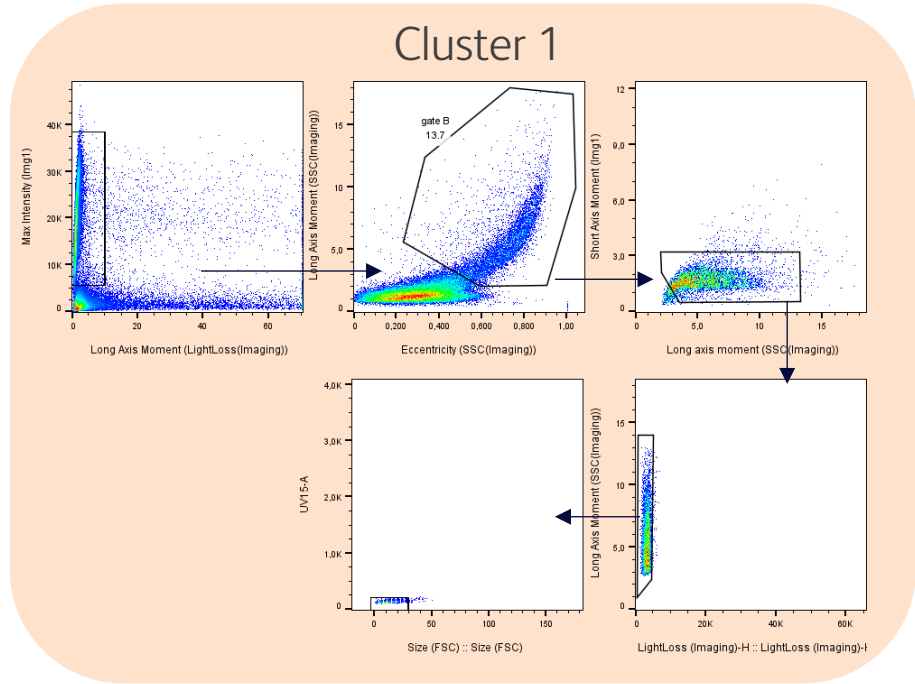 Cluster 1
Max Intensity (Img1)
40K
30K
20K
10K
0
0
20
40
60
Long Axis Moment (LightLoss(Imaging))
Long Axis Moment (SSC(Imaging))
15
10
5,0
0
gate B
13.7
0
0,200
0,400
0,600
0,800
1,00
Eccentricity (SSC(Imaging))
Short Axis Moment (Img1)
12
9,0
6,0
3,0
0
5,0
10
15
Long axis moment (SSC(Imaging))
UV15-A
4,0K
3,0K
2,0K
1,0K
0
0
50
100
150
Size (FSC) :: Size (FSC)
Long Axis Moment (SSC(Imaging))
15
10
5,0
0
0
20K
40K
60K
LightLoss (Imaging)-H :: LightLoss (Imaging)-H